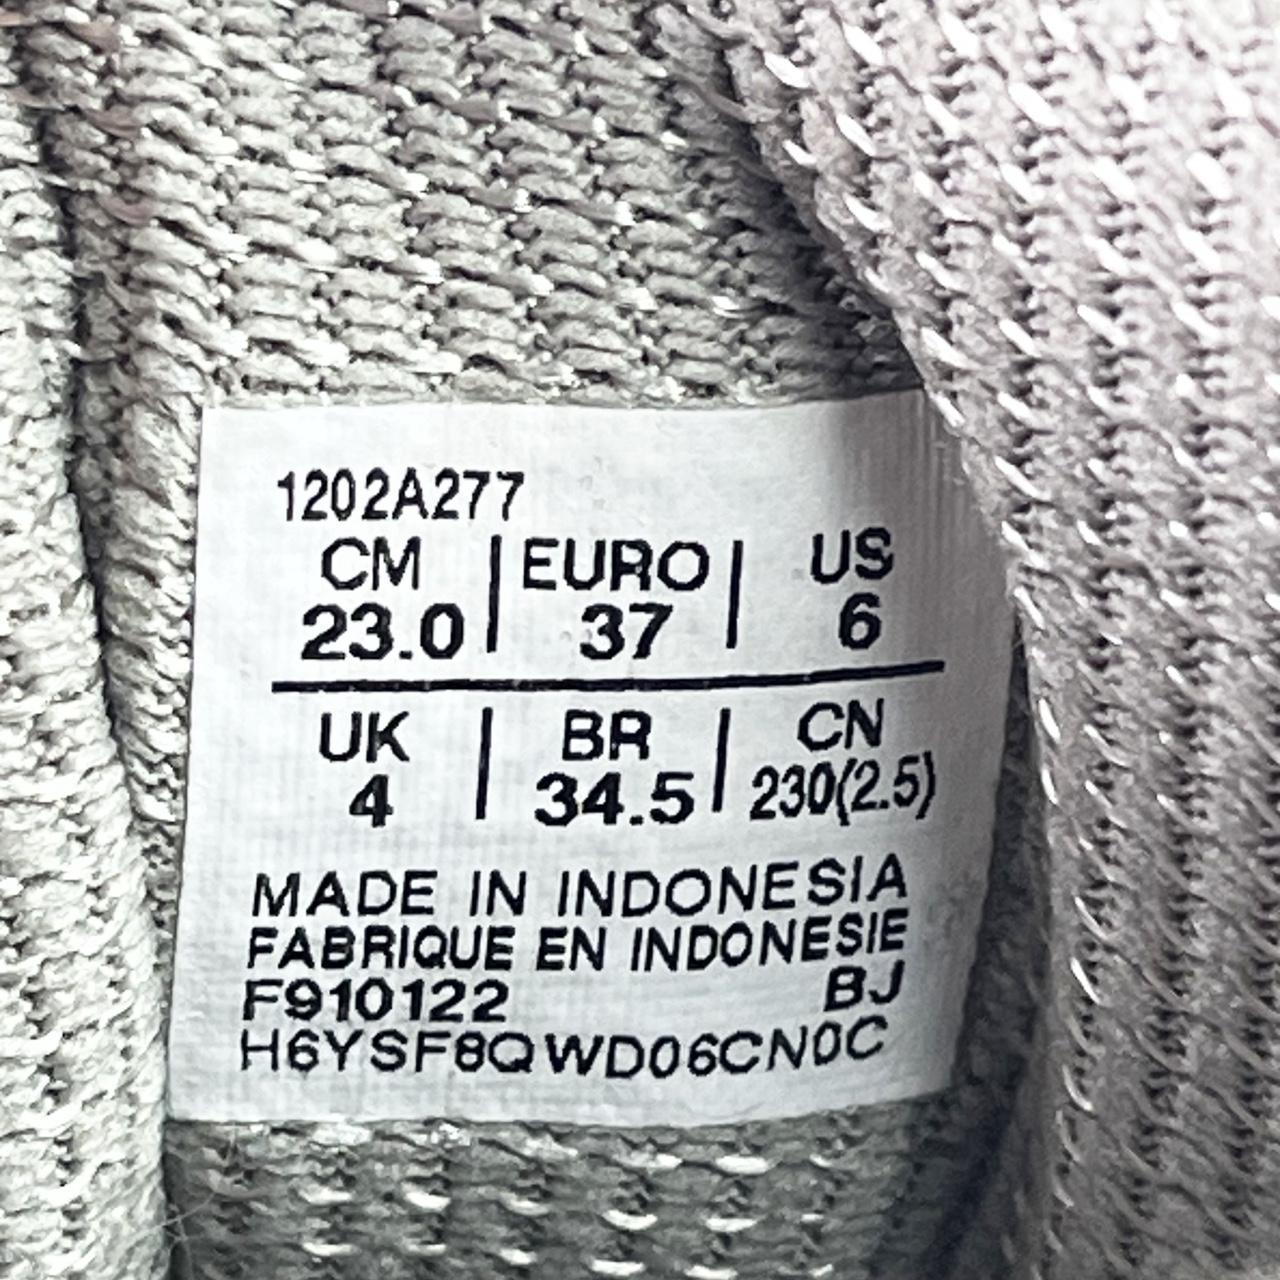 1202A277
CM | EURO | US
23.0 | 37 | 6
UK | BR | CN
4 | 34.5 | 230(2.5)
MADE IN INDONESIA
FABRIQUE EN INDONESIE
F910122 BJ
H6YSF8QWD06CN0C